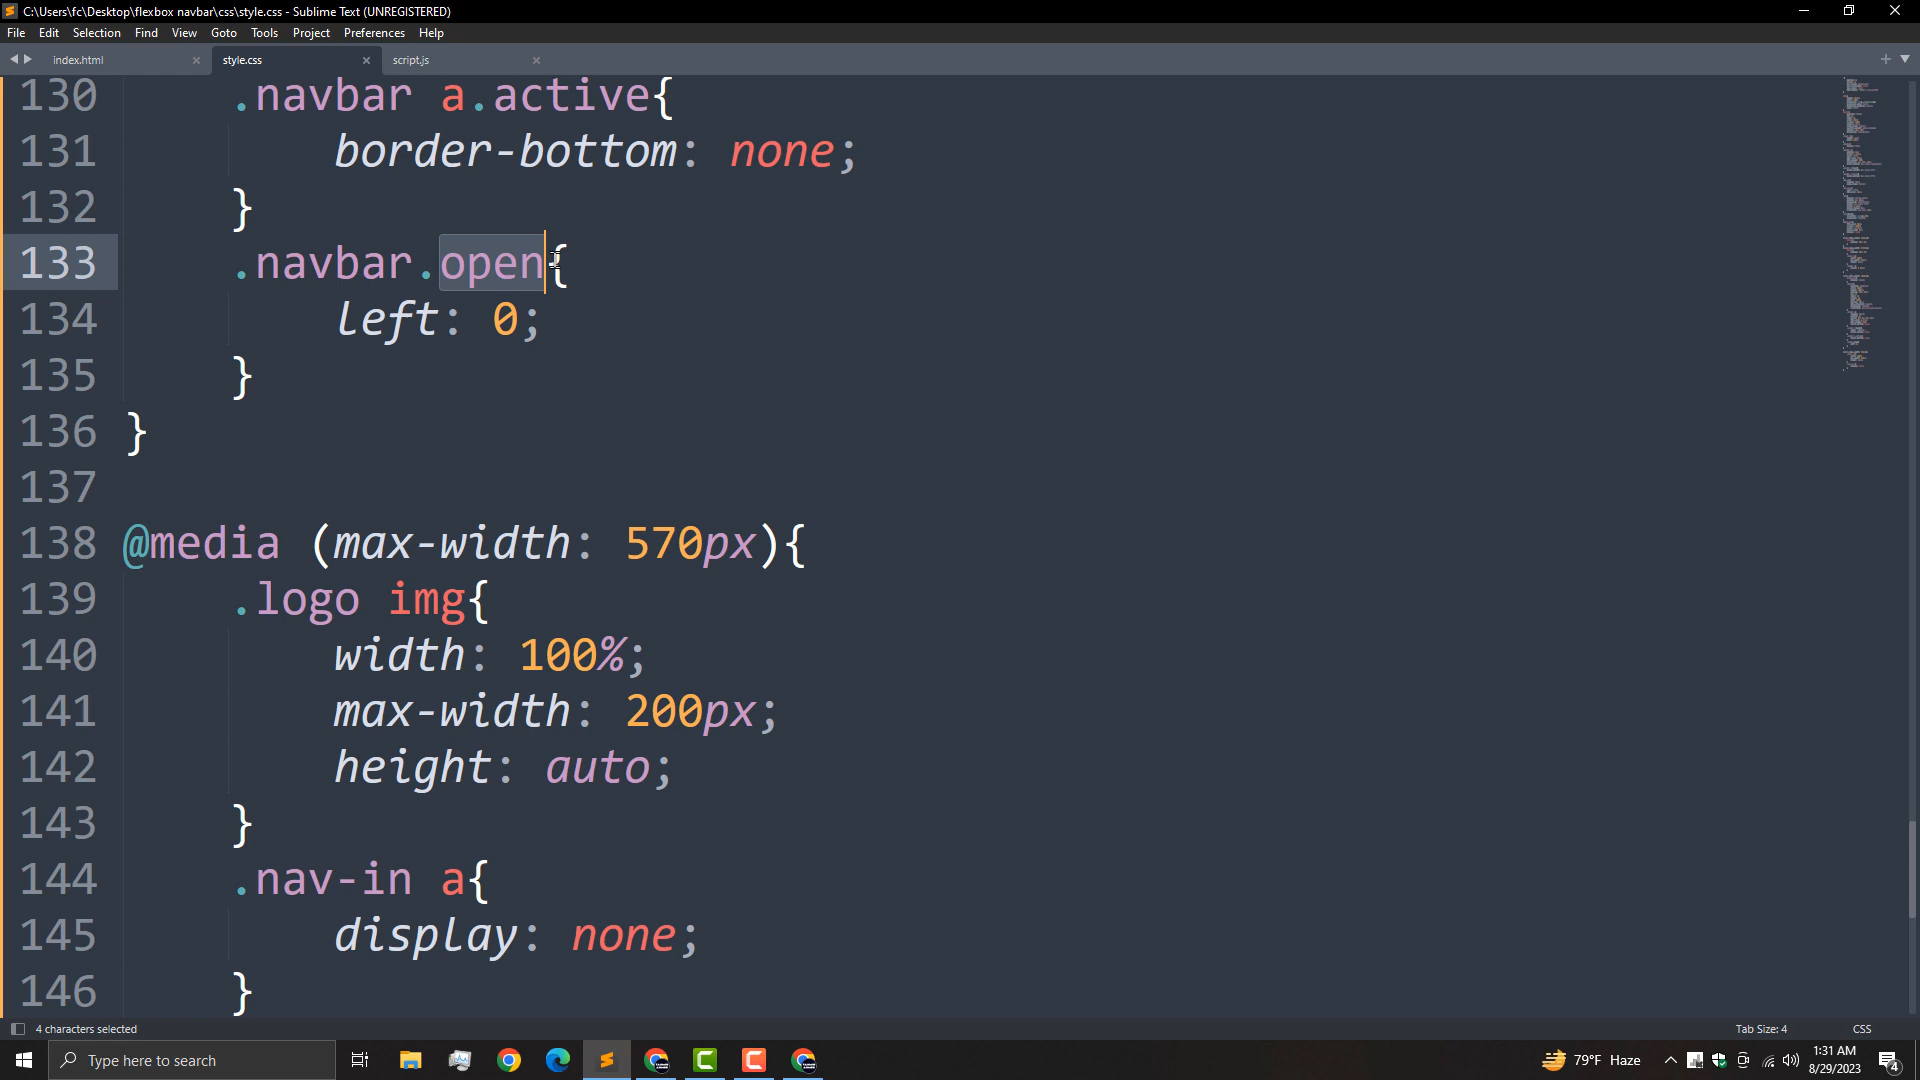 C:\Users\fc\Desktop\flexbox navbar\css\style.css - Sublime Text (UNREGISTERED)
File Edit Selection Find View Goto Tools Project Preferences Help
index.html style.css script.js
130 .navbar a.active{
131 border-bottom: none;
132 }
133 .navbar.open{
134 left: 0;
135 }
136 }
137
138 @media (max-width: 570px){
139 .logo img{
140 width: 100%;
141 max-width: 200px;
142 height: auto;
143 }
144 .nav-in a{
145 display: none;
146 }
4 characters selected Tab Size: 4 CSS
Type here to search 79°F Haze 1:31 AM
8/29/2023 4